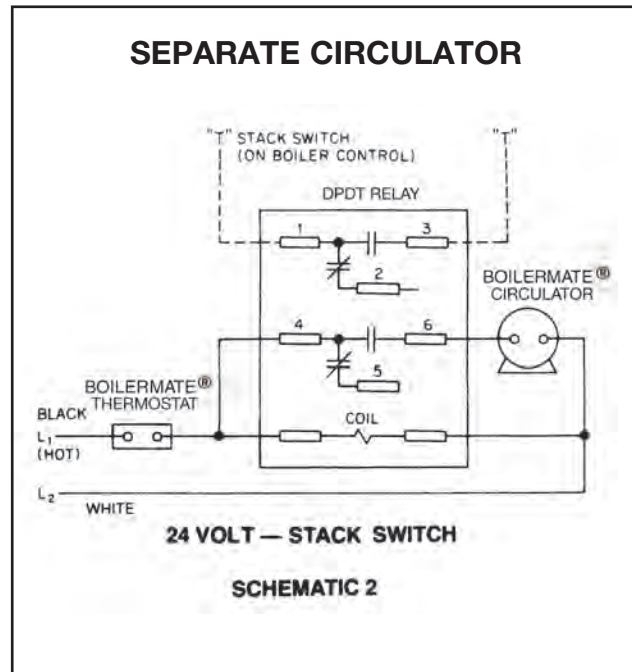 SEPARATE CIRCULATOR
"T" STACK SWITCH "T"
(ON BOILER CONTROL)
DPDT RELAY
1 3
2
BOILERMATE®
CIRCULATOR
4 6
5
BOILERMATE®
THERMOSTAT
COIL
BLACK
L1
(HOT)
L2
WHITE
24 VOLT — STACK SWITCH
SCHEMATIC 2